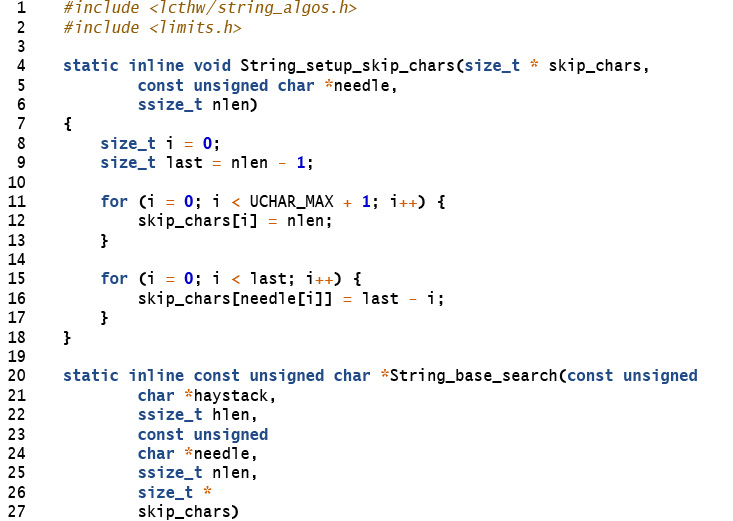 1 #include <lcthw/string_algos.h>
2 #include <limits.h>
3
4 static inline void String_setup_skip_chars(size_t * skip_chars,
5 const unsigned char *needle,
6 ssize_t nlen)
7 {
8 size_t i = 0;
9 size_t last = nlen - 1;
10
11 for (i = 0; i < UCHAR_MAX + 1; i++) {
12 skip_chars[i] = nlen;
13 }
14
15 for (i = 0; i < last; i++) {
16 skip_chars[needle[i]] = last - i;
17 }
18 }
19
20 static inline const unsigned char *String_base_search(const unsigned
21 char *haystack,
22 ssize_t hlen,
23 const unsigned
24 char *needle,
25 ssize_t nlen,
26 size_t *
27 skip_chars)